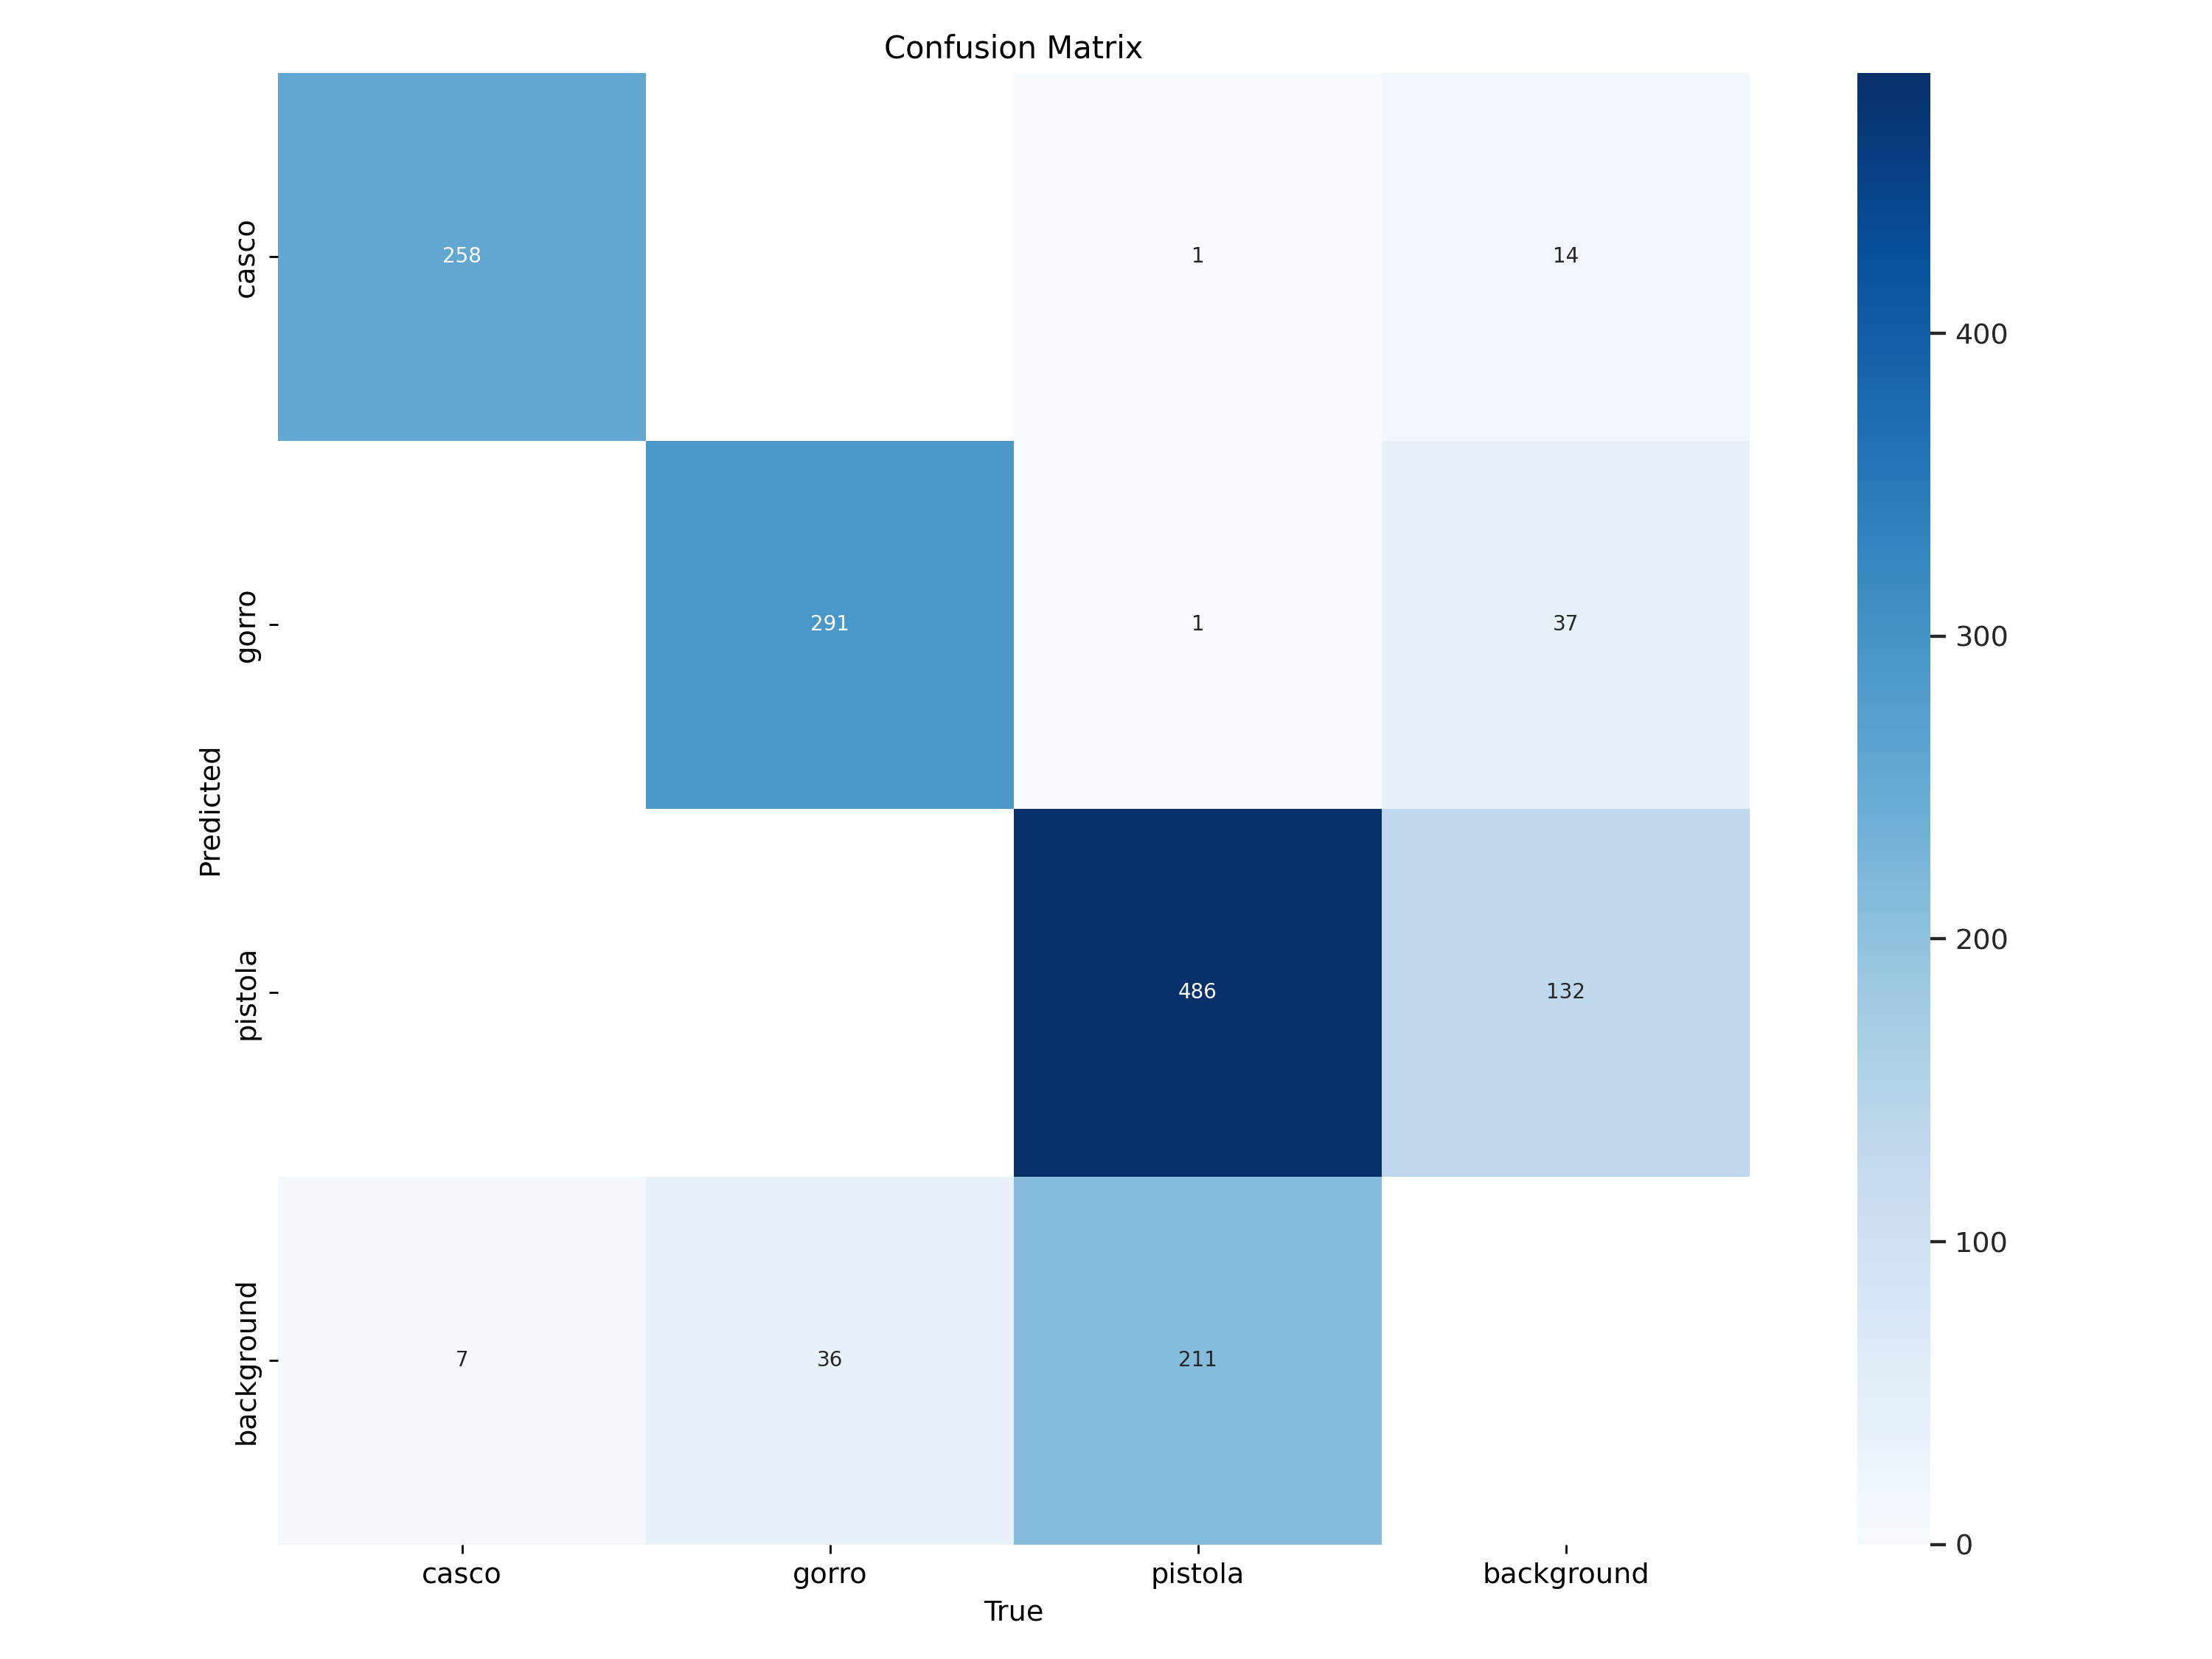 Confusion Matrix
casco
258
1
14
400
gorro
291
1
37
300
Predicted
pistola
486
132
200
background
7
36
211
100
0
casco
gorro
pistola
background
True